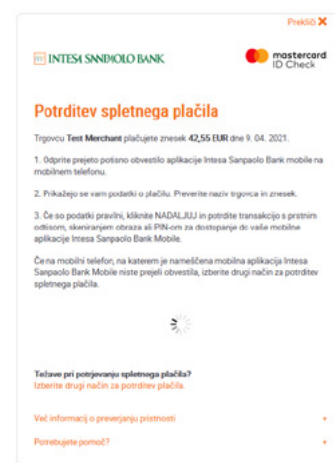 Prekliči X
INTESA SANPAOLO BANK
mastercard
ID Check
Potrditev spletnega plačila
Trgovcu Test Merchant plačujete znesek 42,55 EUR dne 9. 04. 2021.
1. Odprite prejeto potisno obvestilo aplikacije Intesa Sanpaolo Bank mobile na
mobilnem telefonu.
2. Prikažejo se vam podatki o plačilu. Preverite naziv trgovca in znesek.
3. Če so podatki pravilni, kliknite NADALJUJ in potrdite transakcijo s prstnim
odtisom, skeniranjem obraza ali PIN-om za dostopanje do vaše mobilne
aplikacije Intesa Sanpaolo Bank Mobile.
Če na mobilni telefon, na katerem je nameščena mobilna aplikacija Intesa
Sanpaolo Bank Mobile niste prejeli obvestila, izberite drugi način za potrditev
spletnega plačila.
Težave pri potrjevanju spletnega plačila?
Izberite drugi način za potrditev plačila.
Več informacij o preverjanju pristnosti +
Potrebujete pomoč? +